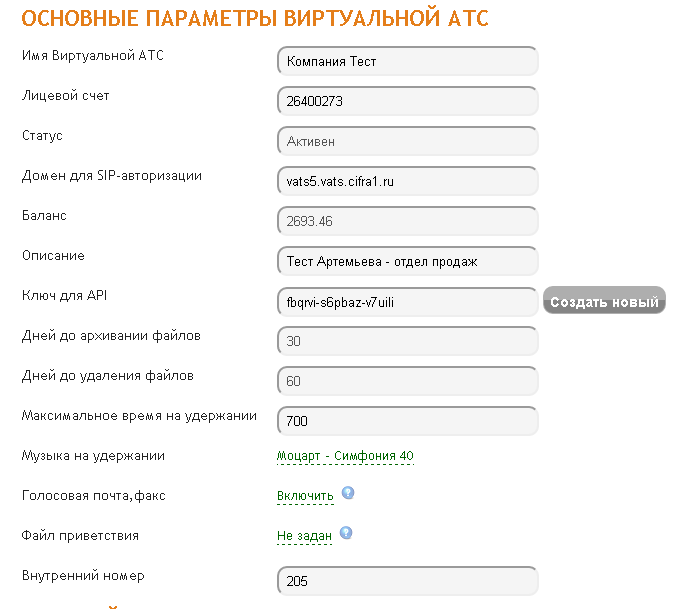 ОСНОВНЫЕ ПАРАМЕТРЫ ВИРТУАЛЬНОЙ АТС
Имя Виртуальной АТС Компания Тест
Лицевой счет 26400273
Статус Активен
Домен для SIP-авторизации vats5.vats.cifra1.ru
Баланс 2693.46
Описание Тест Артемьева - отдел продаж
Ключ для API fbqrvi-s6pbaz-v7uili Создать новый
Дней до архивании файлов 30
Дней до удаления файлов 60
Максимальное время на удержании 700
Музыка на удержании Моцарт - Симфония 40
Голосовая почта,факс Включить ?
Файл приветствия Не задан ?
Внутренний номер 205